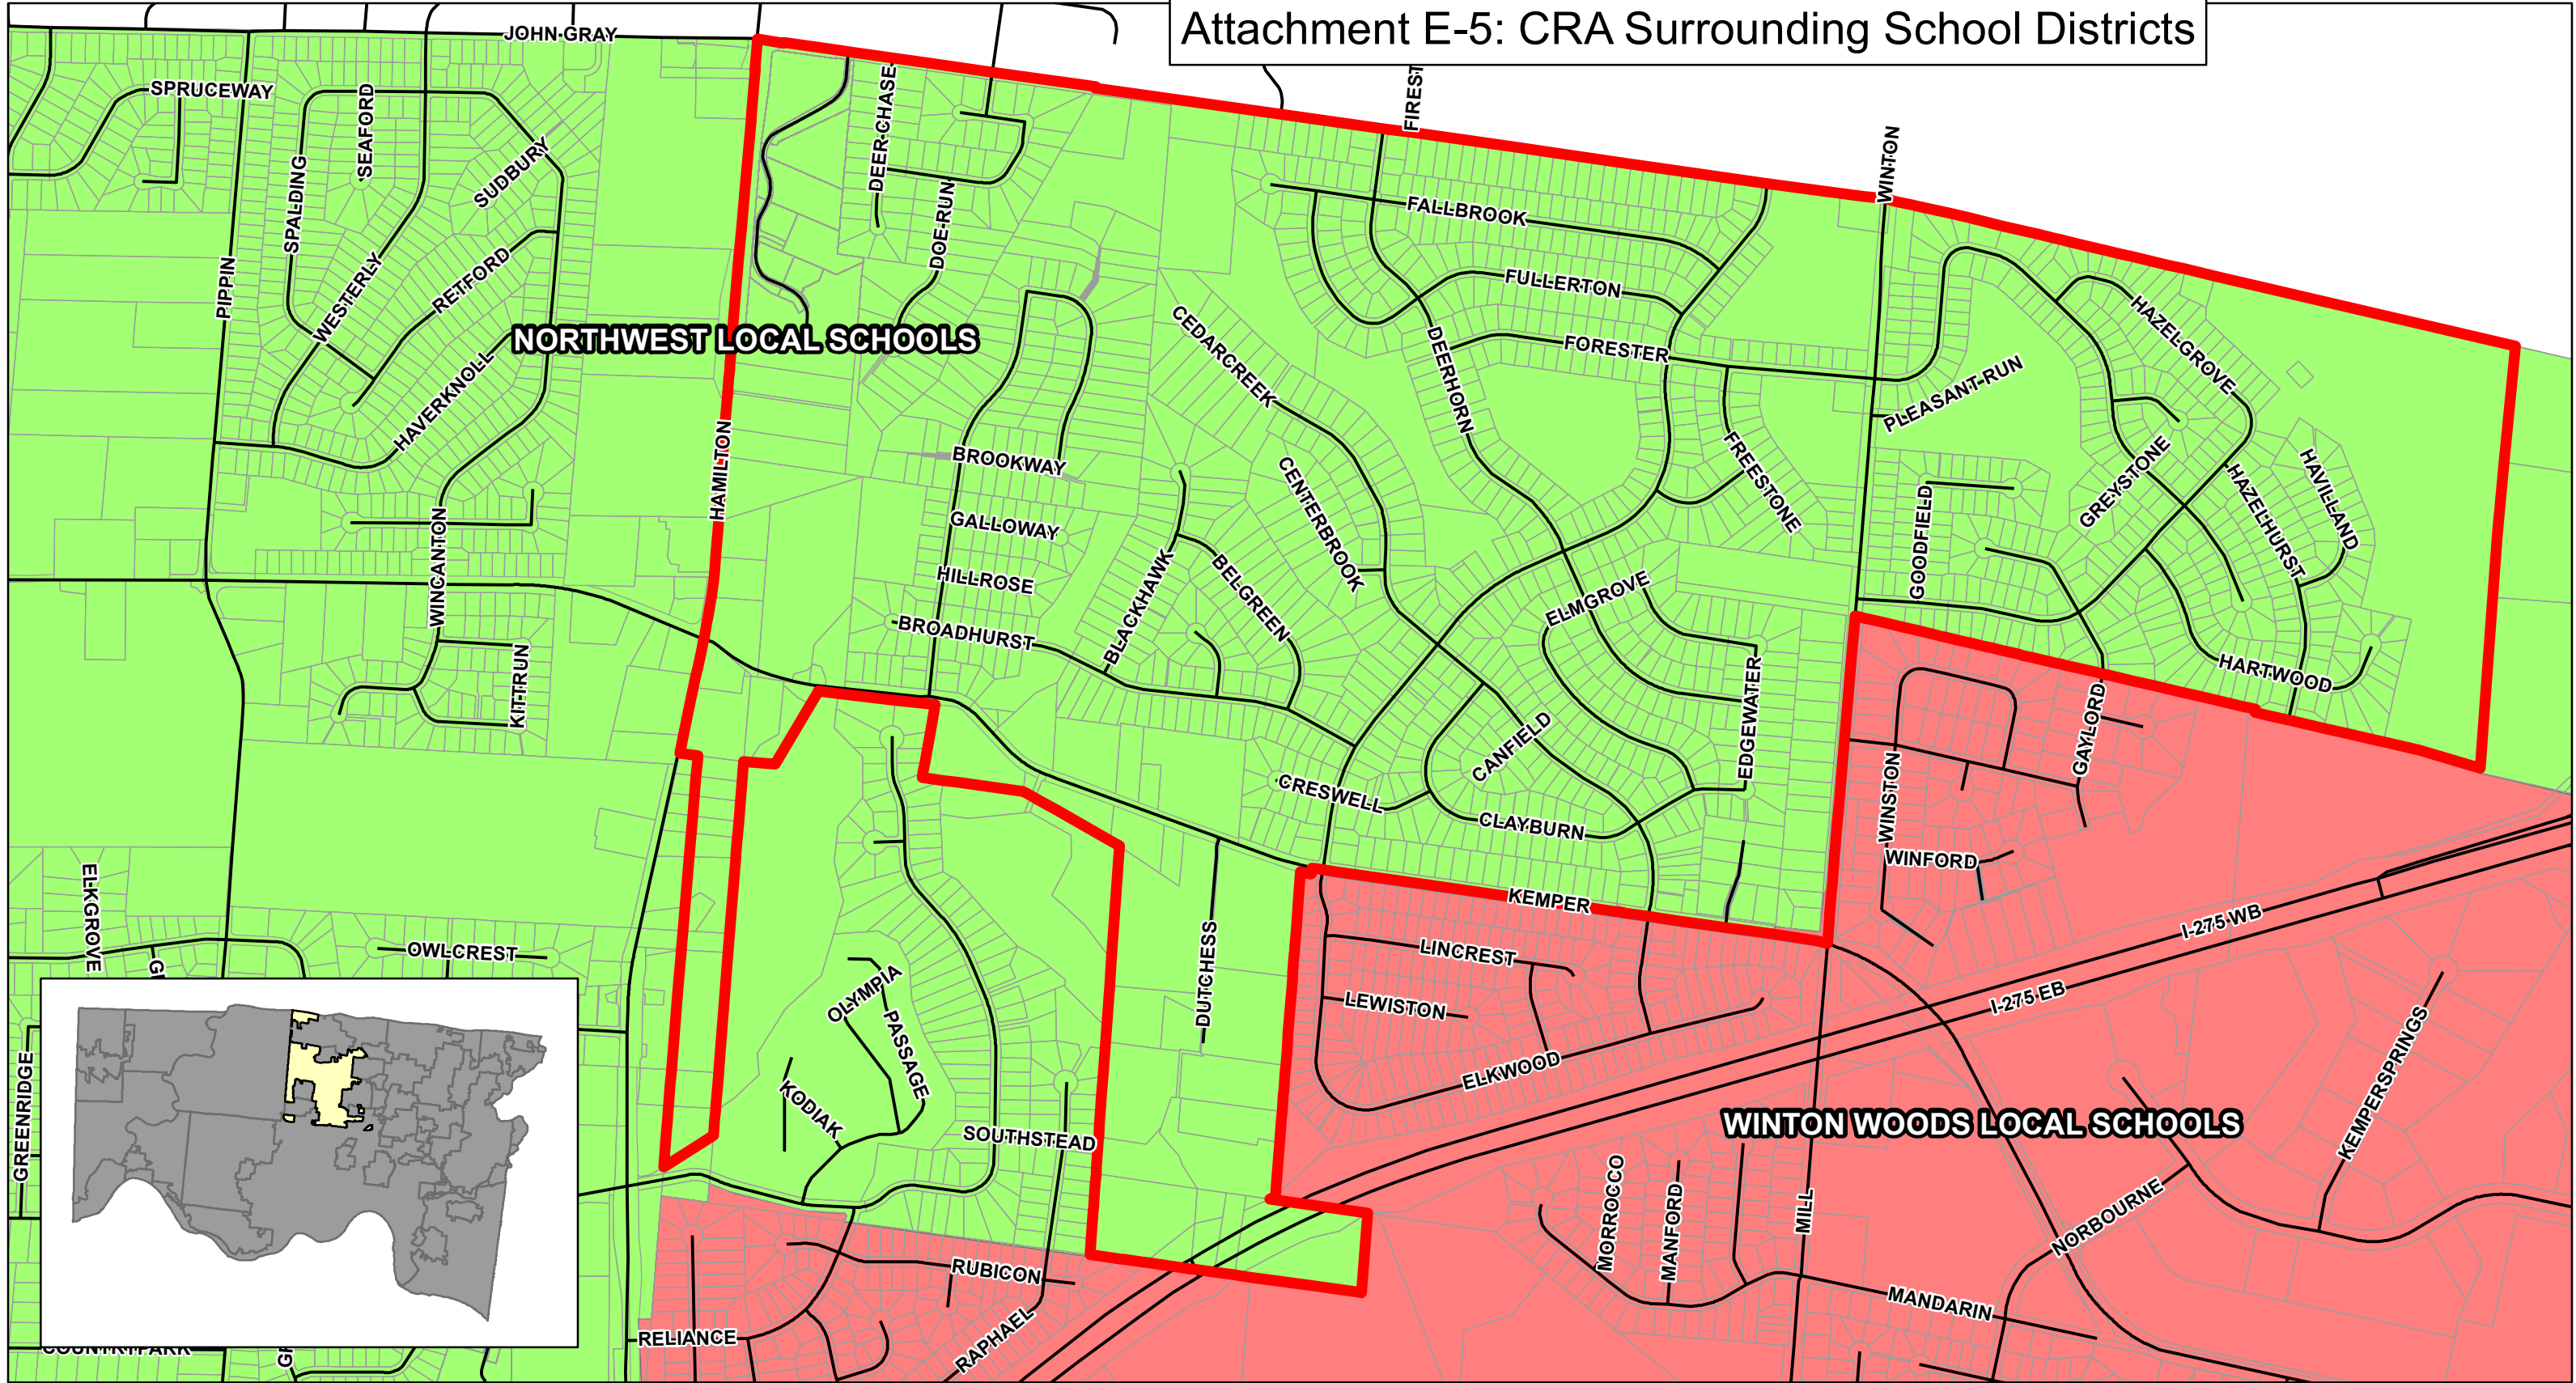 Attachment E-5: CRA Surrounding School Districts
JOHN GRAY
SPRUCEWAY
SEAFORD
DEER CHASE
FIREST
WINTON
SUDBURY
SPALDING
DOE RUN
FALLBROOK
PIPPIN
WESTERLY
RETFORD
FULLERTON
HAZELGROVE
CEDARCREEK
NORTHWEST LOCAL SCHOOLS
FORESTER
DEERHORN
PLEASANT RUN
HAVERKNOLL
HAMILTON
BROOKWAY
CENTERBROOK
FREESTONE
GREYSTONE
HAVILLAND
HAZELHURST
GALLOWAY
GOODFIELD
WINCANTON
HILLROSE
BLACKHAWK
BELGREEN
ELMGROVE
BROADHURST
KITTRUN
EDGEWATER
HARTWOOD
GAYLORD
CANFIELD
CRESWELL
WINSTON
CLAYBURN
WINFORD
ELKGROVE
KEMPER
I-275 WB
OWLCREST
LINCREST
DUTCHESS
OLYMPIA
LEWISTON
I-275 EB
PASSAGE
ELKWOOD
KEMPERSPRINGS
GREENRIDGE
KODIAK
WINTON WOODS LOCAL SCHOOLS
SOUTHSTEAD
MORROCCO
MANFORD
MILL
NORBOURNE
RUBICON
MANDARIN
RELIANCE
RAPHAEL
COUNTRYPARK